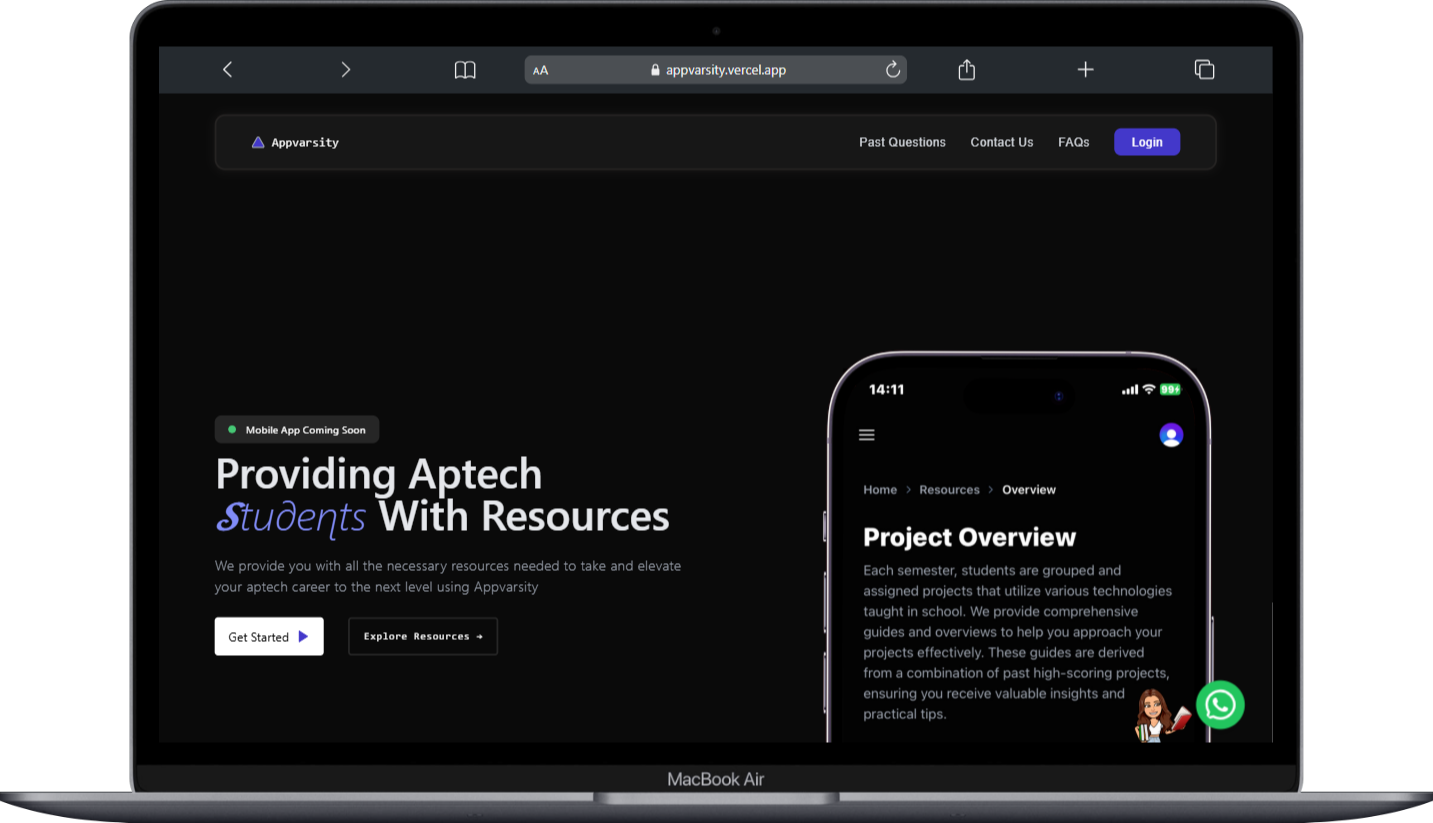 AA
appvarsity.vercel.app
Appvarsity
Past Questions
Contact Us
FAQs
Login
Mobile App Coming Soon
Providing Aptech
Students With Resources
We provide you with all the necessary resources needed to take and elevate
your aptech career to the next level using Appvarsity
Get Started
Explore Resources →
14:11
99+
Home > Resources > Overview
Project Overview
Each semester, students are grouped and
assigned projects that utilize various technologies
taught in school. We provide comprehensive
guides and overviews to help you approach your
projects effectively. These guides are derived
from a combination of past high-scoring projects,
ensuring you receive valuable insights and
practical tips.
MacBook Air